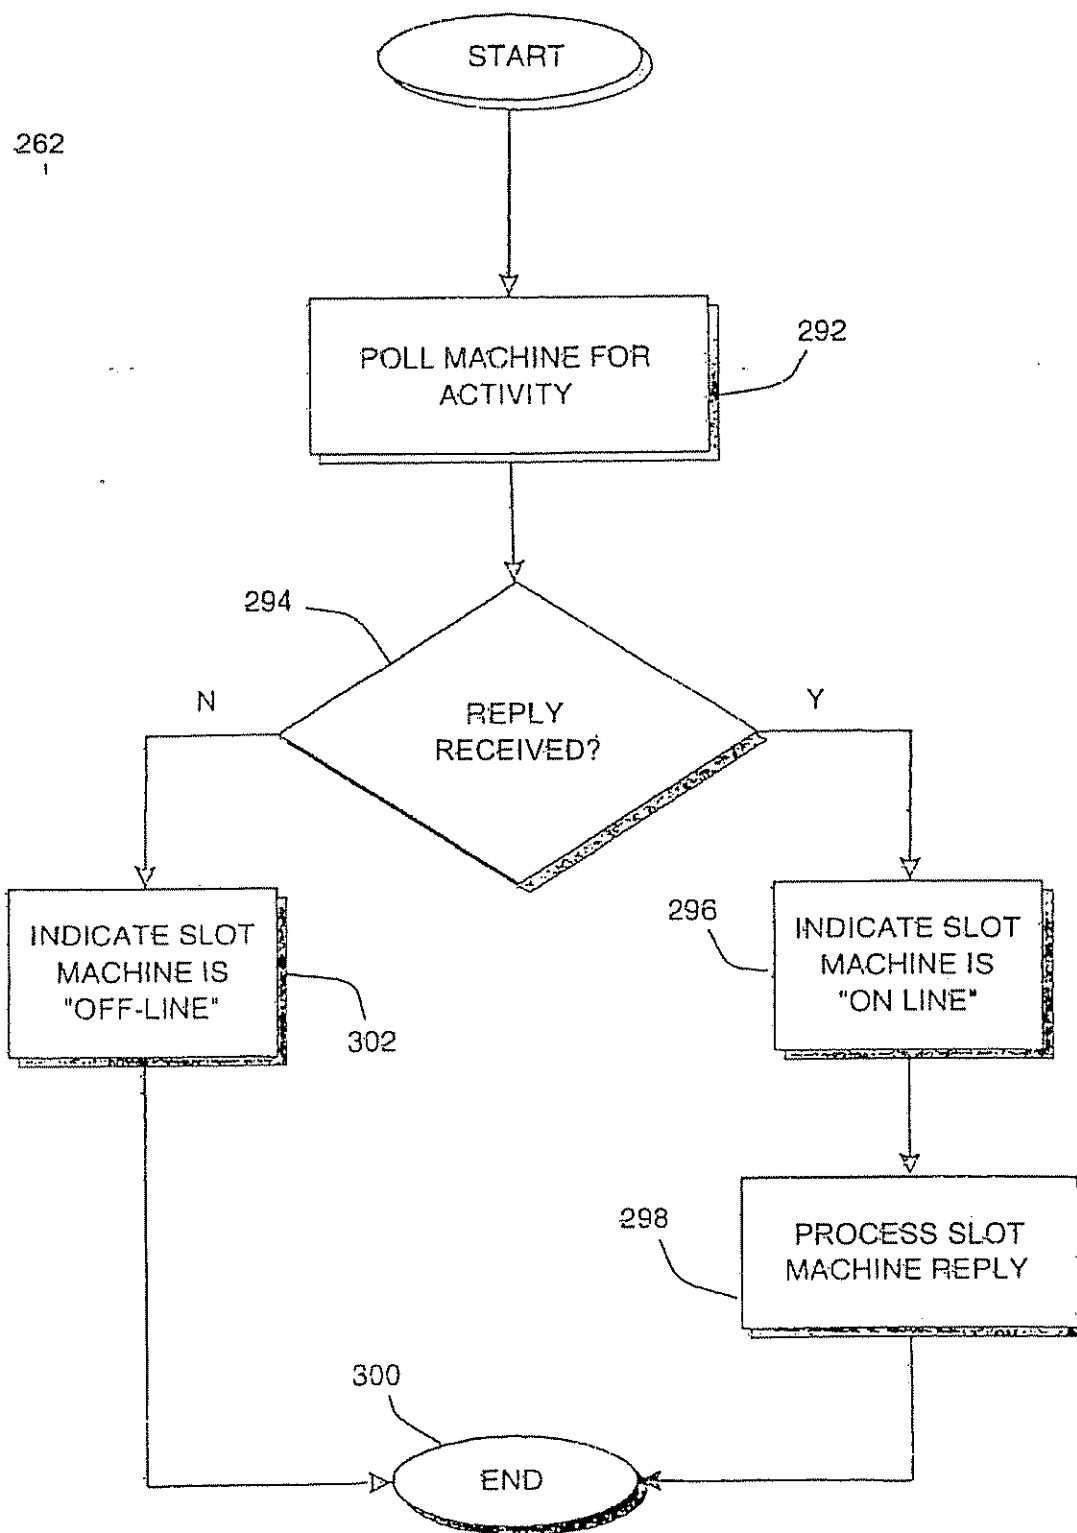 START
262
POLL MACHINE FOR
ACTIVITY
292
294
N
REPLY
RECEIVED?
Y
INDICATE SLOT
MACHINE IS
"OFF-LINE"
302
296
INDICATE SLOT
MACHINE IS
"ON LINE"
298
PROCESS SLOT
MACHINE REPLY
300
END